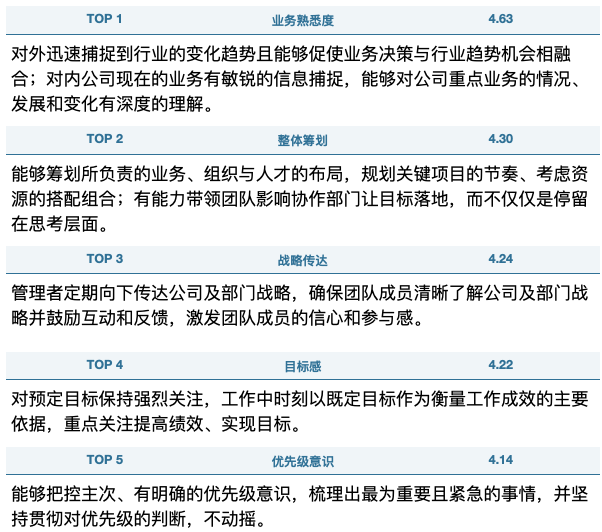 TOP 1 业务熟悉度 4.63
对外迅速捕捉到行业的变化趋势且能够促使业务决策与行业趋势机会相融
合；对内公司现在的业务有敏锐的信息捕捉，能够对公司重点业务的情况、
发展和变化有深度的理解。
TOP 2 整体筹划 4.30
能够筹划所负责的业务、组织与人才的布局，规划关键项目的节奏、考虑资
源的搭配组合；有能力带领团队影响协作部门让目标落地，而不仅仅是停留
在思考层面。
TOP 3 战略传达 4.24
管理者定期向下传达公司及部门战略，确保团队成员清晰了解公司及部门战
略并鼓励互动和反馈，激发团队成员的信心和参与感。
TOP 4 目标感 4.22
对预定目标保持强烈关注，工作中时刻以既定目标作为衡量工作成效的主要
依据，重点关注提高绩效、实现目标。
TOP 5 优先级意识 4.14
能够把控主次、有明确的优先级意识，梳理出最为重要且紧急的事情，并坚
持贯彻对优先级的判断，不动摇。